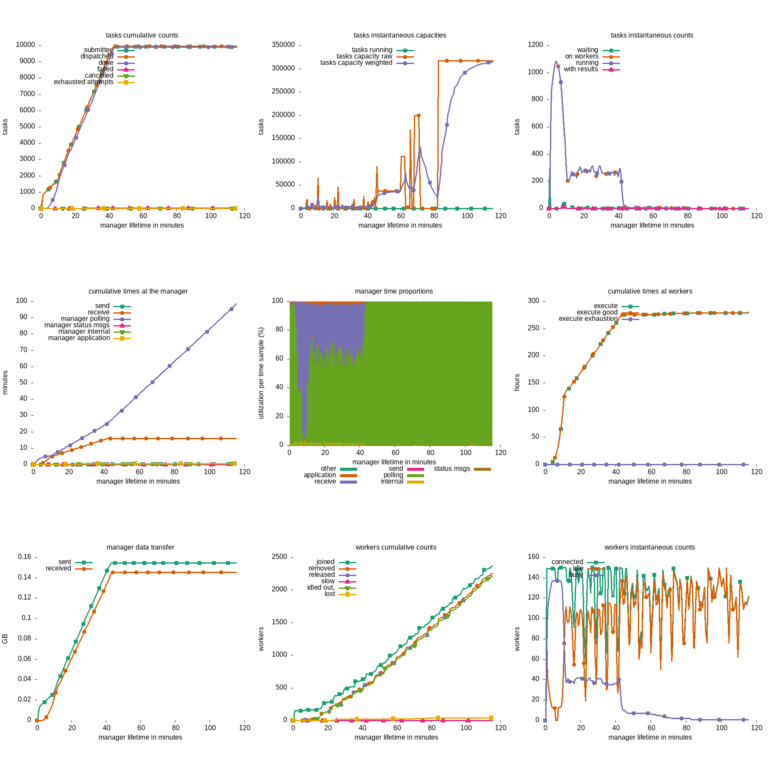 tasks cumulative counts
10000
9000
8000
7000
6000
5000
4000
3000
2000
1000
0
tasks
submitted
dispatched
done
failed
cancelled
exhausted attempts
0 20 40 60 80 100 120
manager lifetime in minutes
tasks instantaneous capacities
350000
300000
250000
200000
150000
100000
50000
0
tasks
tasks running
tasks capacity raw
tasks capacity weighted
0 20 40 60 80 100 120
manager lifetime in minutes
tasks instantaneous counts
1200
1000
800
600
400
200
0
tasks
waiting
on workers
running
with results
0 20 40 60 80 100 120
manager lifetime in minutes
cumulative times at the manager
100
90
80
70
60
50
40
30
20
10
0
minutes
send
receive
manager polling
manager status msgs
manager internal
manager application
0 20 40 60 80 100 120
manager lifetime in minutes
manager time proportions
100
80
60
40
20
0
utilization per time sample (%)
0 20 40 60 80 100 120
manager lifetime in minutes
other send status msgs
application polling
receive internal
cumulative times at workers
300
250
200
150
100
50
0
hours
execute
execute good
execute exhaustion
0 20 40 60 80 100 120
manager lifetime in minutes
manager data transfer
0.16
0.14
0.12
0.1
0.08
0.06
0.04
0.02
0
GB
sent
received
0 20 40 60 80 100 120
manager lifetime in minutes
workers cumulative counts
2500
2000
1500
1000
500
0
workers
joined
removed
released
slow
idled out,
lost
0 20 40 60 80 100 120
manager lifetime in minutes
workers instantaneous counts
160
140
120
100
80
60
40
20
0
workers
connected
busy
0 20 40 60 80 100 120
manager lifetime in minutes